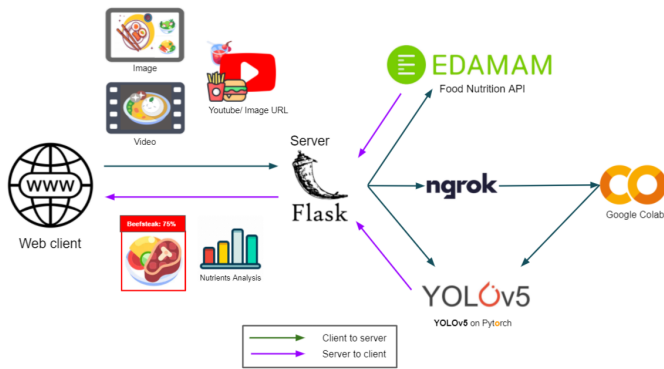 Image
Youtube/ Image URL
Video
EDAMAM
Food Nutrition API
Server
WWW
Flask
ngrok
Google Colab
Web client
Beefsteak: 75%
Nutrients Analysis
YOLOv5
YOLOv5 on Pytorch
Client to server
Server to client